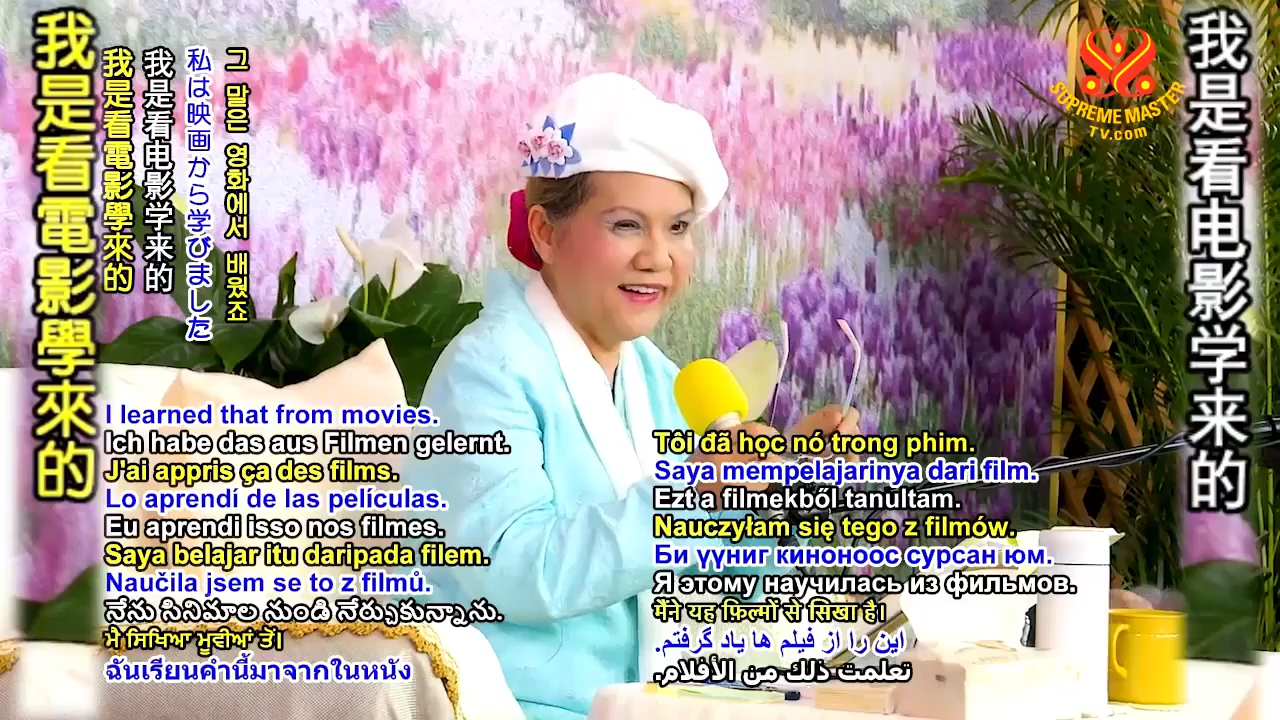 我是看電影學來的
我是看電影學來的
我是看电影学来的
私は映画から学びました
그 말은 영화에서 배웠죠
SUPREME MASTER
TV.com
我是看电影学来的
I learned that from movies.
Ich habe das aus Filmen gelernt.
J'ai appris ça des films.
Lo aprendí de las películas.
Eu aprendi isso nos filmes.
Saya belajar itu daripada filem.
Naučila jsem se to z filmů.
నేను సినిమాల నుండి నేర్చుకున్నాను.
ਮੈਂ ਸਿਖਿਆ ਮੂਵੀਆਂ ਤੋਂ।
ฉันเรียนคำนี้มาจากในหนัง
Tôi đã học nó trong phim.
Saya mempelajarinya dari film.
Ezt a filmekből tanultam.
Nauczyłam się tego z filmów.
Би үүниг киноноос сурсан юм.
Я этому научилась из фильмов.
मैंने यह फ़िल्मों से सिखा है।
این را از فیلم ها یاد گرفتم.
تعلمت ذلك من الأفلام.